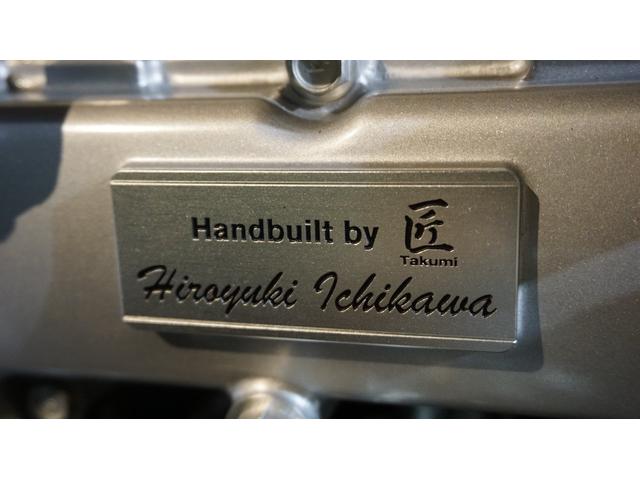 Handbuilt by 匠
Takumi
Hiroyuki Ichikawa